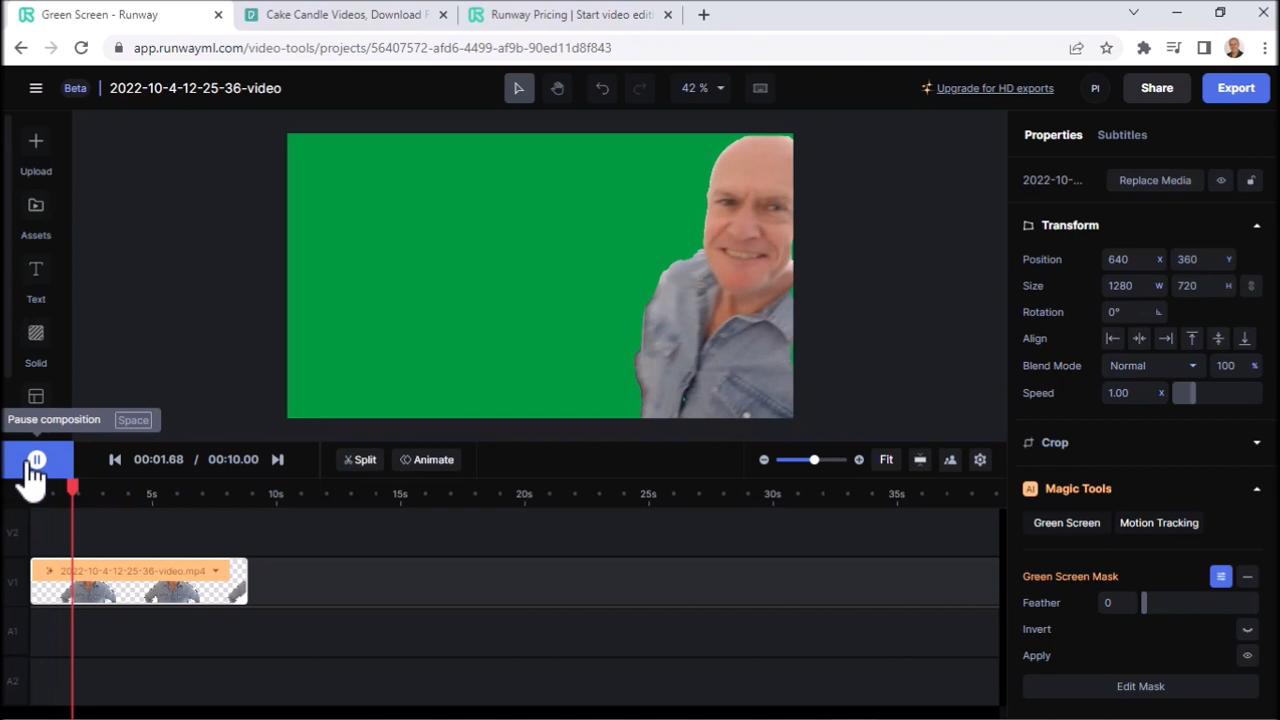 Green Screen - Runway
Cake Candle Videos, Download F
Runway Pricing | Start video editi
app.runwayml.com/video-tools/projects/56407572-afd6-4499-af9b-90ed11d8f843
Beta
2022-10-4-12-25-36-video
42 %
Upgrade for HD exports
PI
Share
Export
Upload
Assets
Text
Solid
Properties
Subtitles
2022-10-...
Replace Media
Transform
Position 640 X 360 Y
Size 1280 W 720 H
Rotation 0°
Align
Blend Mode Normal 100 %
Speed 1.00 X
Crop
AI Magic Tools
Green Screen Motion Tracking
Green Screen Mask
Feather 0
Invert
Apply
Edit Mask
Pause composition Space
00:01.68 / 00:10.00
Split
Animate
Fit
5s 10s 15s 20s 25s 30s 35s
V2
V1
2022-10-4-12-25-36-video.mp4
A1
A2